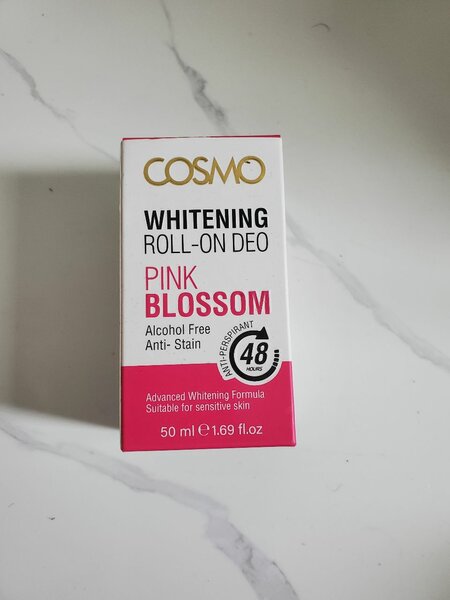 COSMO
WHITENING
ROLL-ON DEO
PINK
BLOSSOM
Alcohol Free
Anti- Stain
ANTI-PERSPIRANT
48
HOURS
Advanced Whitening Formula
Suitable for sensitive skin
50 ml ℮ 1.69 fl.oz